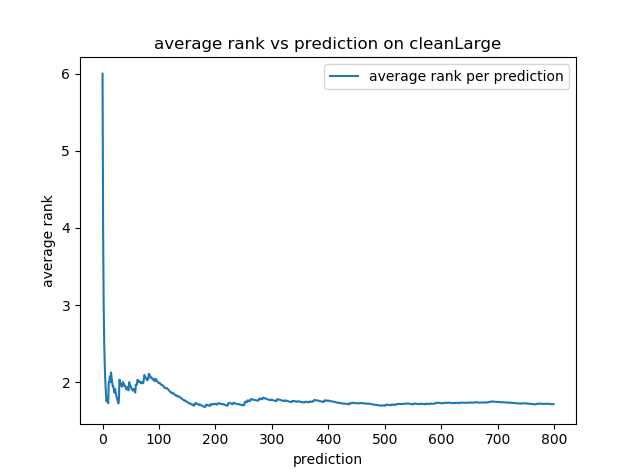 average rank vs prediction on cleanLarge
average rank per prediction
6
5
4
3
2
average rank
0 100 200 300 400 500 600 700 800
prediction